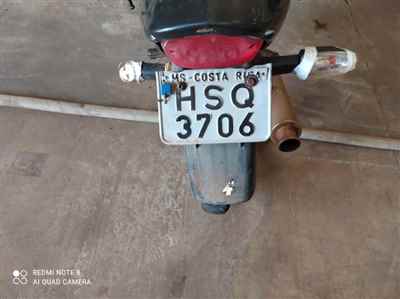 MS-COSTA RICA
HSQ
3706
REDMI NOTE 8
AI QUAD CAMERA